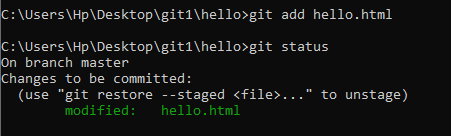 C:\Users\Hp\Desktop\git1\hello>git add hello.html
C:\Users\Hp\Desktop\git1\hello>git status
On branch master
Changes to be committed:
  (use "git restore --staged <file>..." to unstage)
        modified:   hello.html